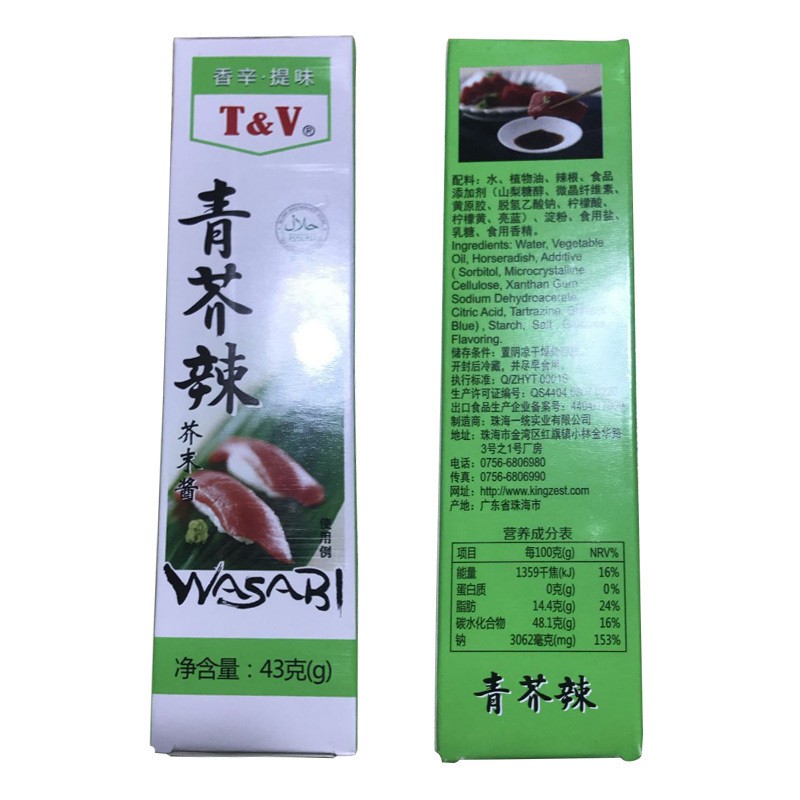 香辛·提味
T&V®
حلال
青芥辣
芥末酱
使用例
WASABI
净含量：43克(g)
配料：水、植物油、辣根、食品
添加剂（山梨糖醇、微晶纤维素、
黄原胶、脱氢乙酸钠、柠檬酸、
柠檬黄、亮蓝）、淀粉、食用盐、
乳糖、食用香精。
Ingredients: Water, Vegetable
Oil, Horseradish, Additive
( Sorbitol, Microcrystalline
Cellulose, Xanthan Gum
Sodium Dehydroacetate,
Citric Acid, Tartrazine,
Blue) , Starch, Salt,
Flavoring.
储存条件：置阴凉干燥
开封后冷藏，并尽早食用。
执行标准：Q/ZHYT 0001S
生产许可证编号：QS4404
出口食品生产企业备案号：
制造商：珠海一统实业有限公司
地址：珠海市金湾区红旗镇小林金华路
3号之1号厂房
电话：0756-6806980
传真：0756-6806990
网址：http://www.kingzest.com
产地：广东省珠海市
营养成分表
项目 每100克(g) NRV%
能量 1359千焦(kJ) 16%
蛋白质 0克(g) 0%
脂肪 14.4克(g) 24%
碳水化合物 48.1克(g) 16%
钠 3062毫克(mg) 153%
青芥辣